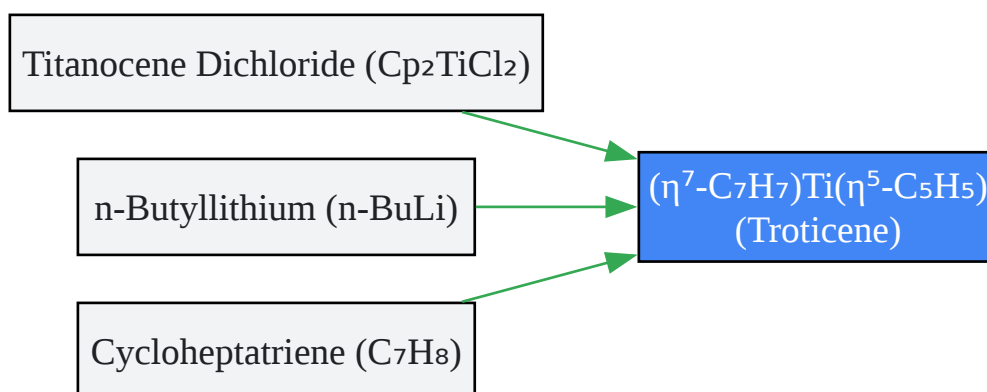 Titanocene Dichloride (Cp₂TiCl₂)
n-Butyllithium (n-BuLi)
Cycloheptatriene (C₇H₈)
(η⁷-C₇H₇)Ti(η⁵-C₅H₅)
(Troticene)